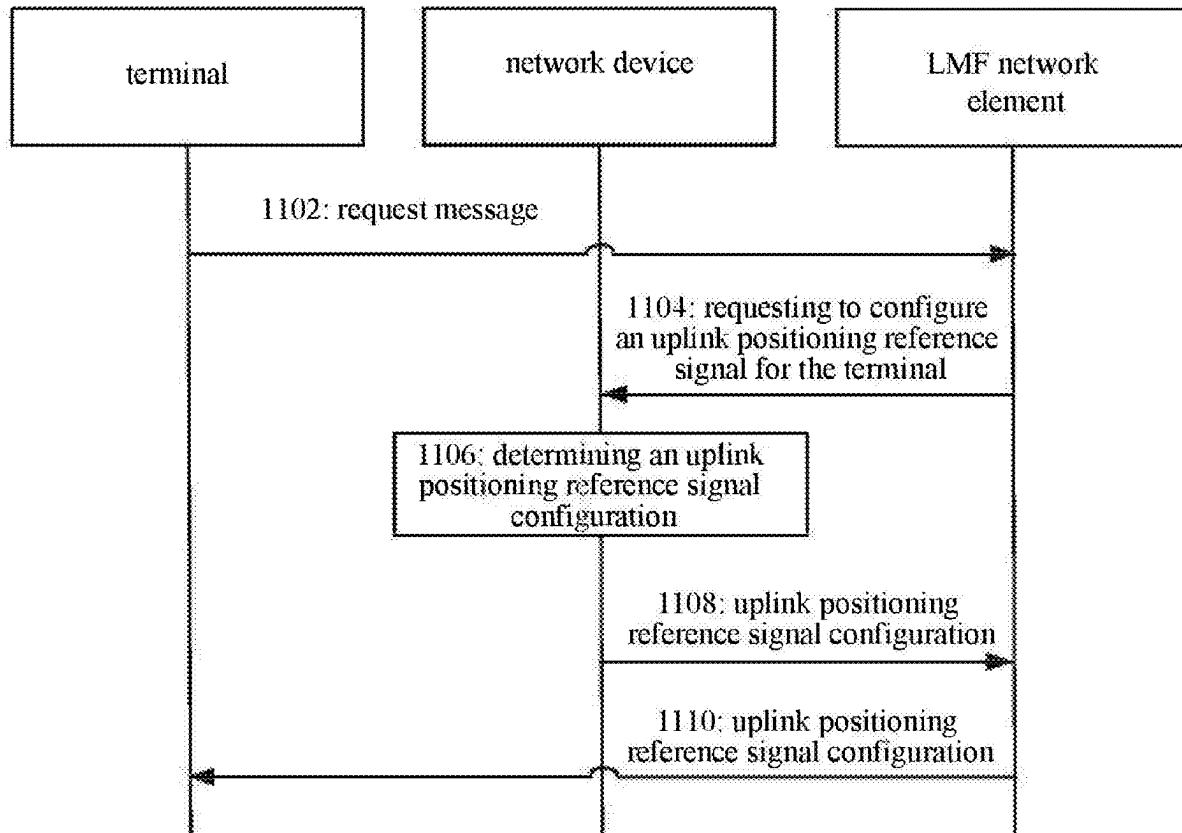 terminal
network device
LMF network
element
1102: request message
1104: requesting to configure
an uplink positioning reference
signal for the terminal
1106: determining an uplink
positioning reference signal
configuration
1108: uplink positioning
reference signal configuration
1110: uplink positioning
reference signal configuration